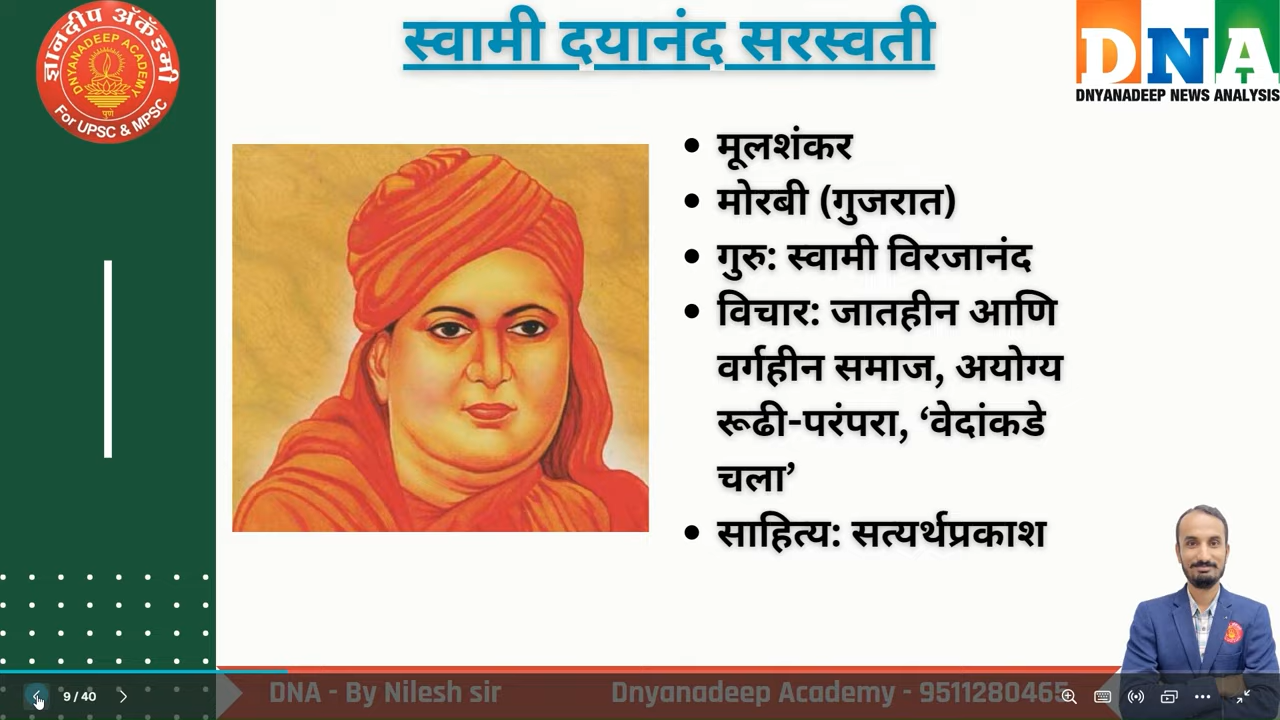 ज्ञानदीप अ‍ॅकॅडमी
DNYANADEEP ACADEMY
पुणे
For UPSC & MPSC
स्वामी दयानंद सरस्वती
DNA
DNYANADEEP NEWS ANALYSIS
• मूलशंकर
• मोरबी (गुजरात)
• गुरु: स्वामी विरजानंद
• विचार: जातहीन आणि
वर्गहीन समाज, अयोग्य
रूढी-परंपरा, ‘वेदांकडे
चला’
• साहित्य: सत्यर्थप्रकाश
9 / 40
DNA - By Nilesh sir
Dnyanadeep Academy - 9511280465